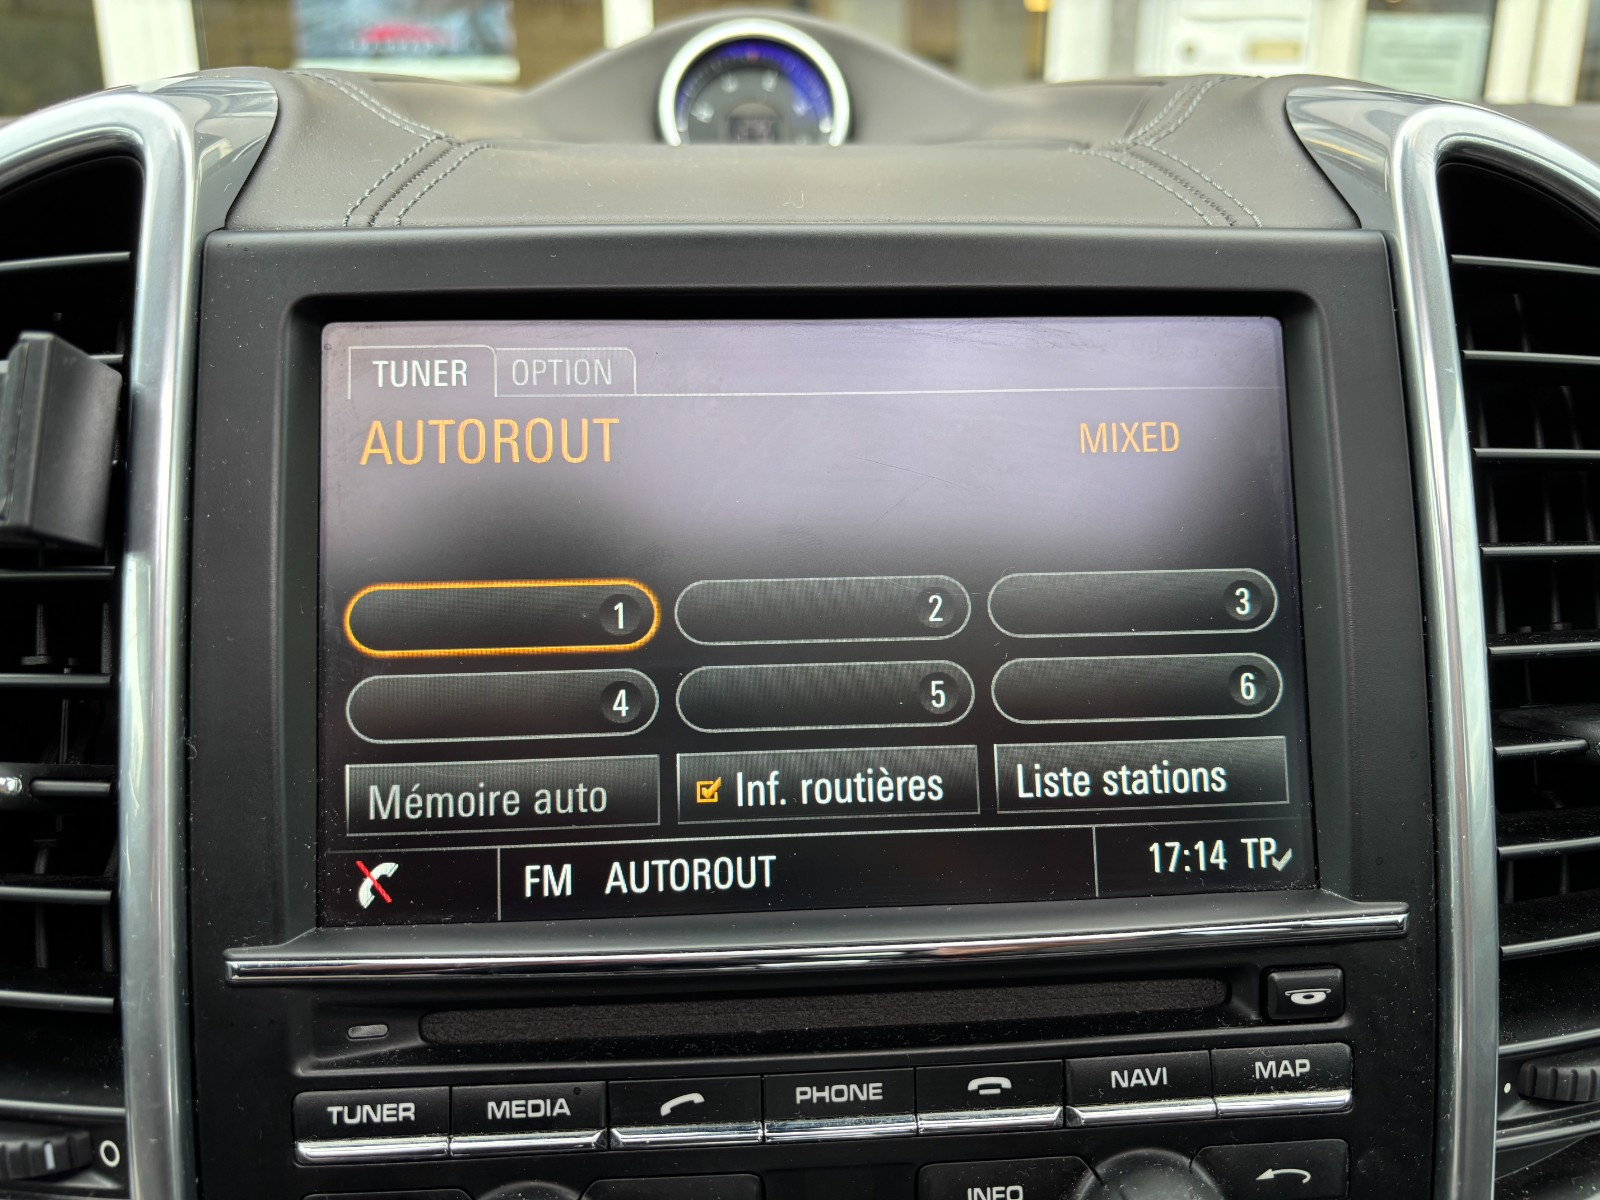 TUNER OPTION
AUTOROUT MIXED
1 2 3
4 5 6
Mémoire auto Inf. routières Liste stations
FM AUTOROUT 17:14 TP
TUNER MEDIA PHONE NAVI MAP
INFO